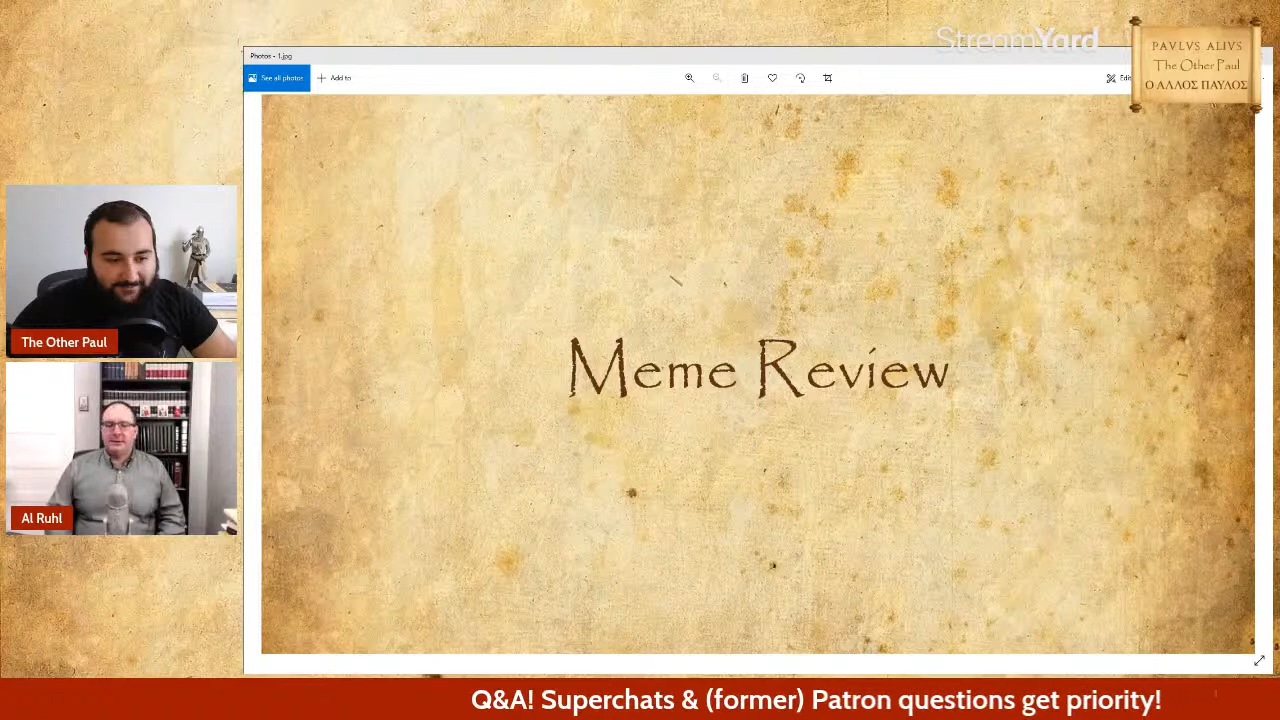 StreamYard
PAVLVS ALIVS
The Other Paul
Ο ΑΛΛΟΣ ΠΑΥΛΟΣ
Photos - 1.jpg
See all photos
Add to
Edit
Meme Review
The Other Paul
Al Ruhl
Q&A! Superchats & (former) Patron questions get priority!